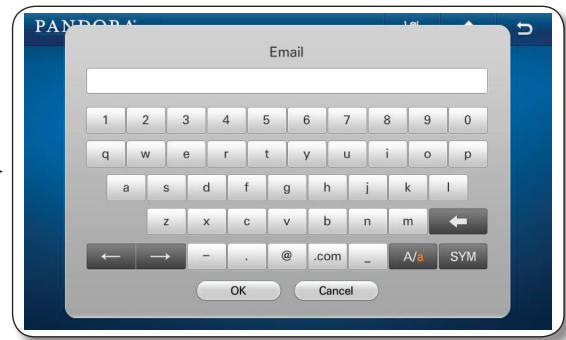 PANDORA
Email
1 2 3 4 5 6 7 8 9 0
q w e r t y u i o p
a s d f g h j k l
z x c v b n m
- . @ .com _ A/a SYM
OK Cancel